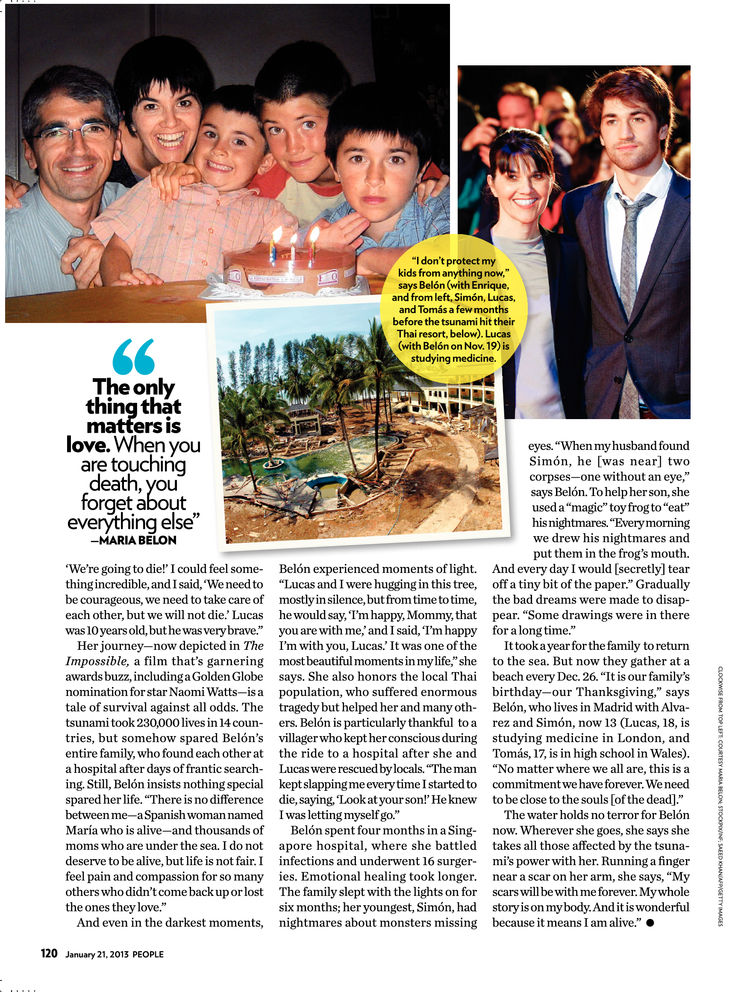 “I don’t protect my
kids from anything now,”
says Belón (with Enrique,
and from left, Simón, Lucas,
and Tomás a few months
before the tsunami hit their
Thai resort, below). Lucas
(with Belón on Nov. 19) is
studying medicine.
“
The only
thing that
matters is
love. When you
are touching
death, you
forget about
everything else”
—MARIA BELON
‘We’re going to die!’ I could feel some-
thing incredible, and I said, ‘We need to
be courageous, we need to take care of
each other, but we will not die.’ Lucas
was 10 years old, but he was very brave.”
Her journey—now depicted in The
Impossible, a film that’s garnering
awards buzz, including a Golden Globe
nomination for star Naomi Watts—is a
tale of survival against all odds. The
tsunami took 230,000 lives in 14 coun-
tries, but somehow spared Belón’s
entire family, who found each other at
a hospital after days of frantic search-
ing. Still, Belón insists nothing special
spared her life. “There is no difference
between me—a Spanish woman named
María who is alive—and thousands of
moms who are under the sea. I do not
deserve to be alive, but life is not fair. I
feel pain and compassion for so many
others who didn’t come back up or lost
the ones they love.”
And even in the darkest moments,
Belón experienced moments of light.
“Lucas and I were hugging in this tree,
mostly in silence, but from time to time,
he would say, ‘I’m happy, Mommy, that
you are with me,’ and I said, ‘I’m happy
I’m with you, Lucas.’ It was one of the
most beautiful moments in my life,” she
says. She also honors the local Thai
population, who suffered enormous
tragedy but helped her and many oth-
ers. Belón is particularly thankful to a
villager who kept her conscious during
the ride to a hospital after she and
Lucas were rescued by locals. “The man
kept slapping me every time I started to
die, saying, ‘Look at your son!’ He knew
I was letting myself go.”
Belón spent four months in a Sing-
apore hospital, where she battled
infections and underwent 16 surger-
ies. Emotional healing took longer.
The family slept with the lights on for
six months; her youngest, Simón, had
nightmares about monsters missing
eyes. “When my husband found
Simón, he [was near] two
corpses—one without an eye,”
says Belón. To help her son, she
used a “magic” toy frog to “eat”
his nightmares. “Every morning
we drew his nightmares and
put them in the frog’s mouth.
And every day I would [secretly] tear
off a tiny bit of the paper.” Gradually
the bad dreams were made to disap-
pear. “Some drawings were in there
for a long time.”
It took a year for the family to return
to the sea. But now they gather at a
beach every Dec. 26. “It is our family’s
birthday—our Thanksgiving,” says
Belón, who lives in Madrid with Alva-
rez and Simón, now 13 (Lucas, 18, is
studying medicine in London, and
Tomás, 17, is in high school in Wales).
“No matter where we all are, this is a
commitment we have forever. We need
to be close to the souls [of the dead].”
The water holds no terror for Belón
now. Wherever she goes, she says she
takes all those affected by the tsuna-
mi’s power with her. Running a finger
near a scar on her arm, she says, “My
scars will be with me forever. My whole
story is on my body. And it is wonderful
because it means I am alive.” ●
CLOCKWISE FROM TOP LEFT: COURTESY MARIA BELON; STOCKPIX/INF; SAEED KHAN/AFP/GETTY IMAGES
120 January 21, 2013 PEOPLE